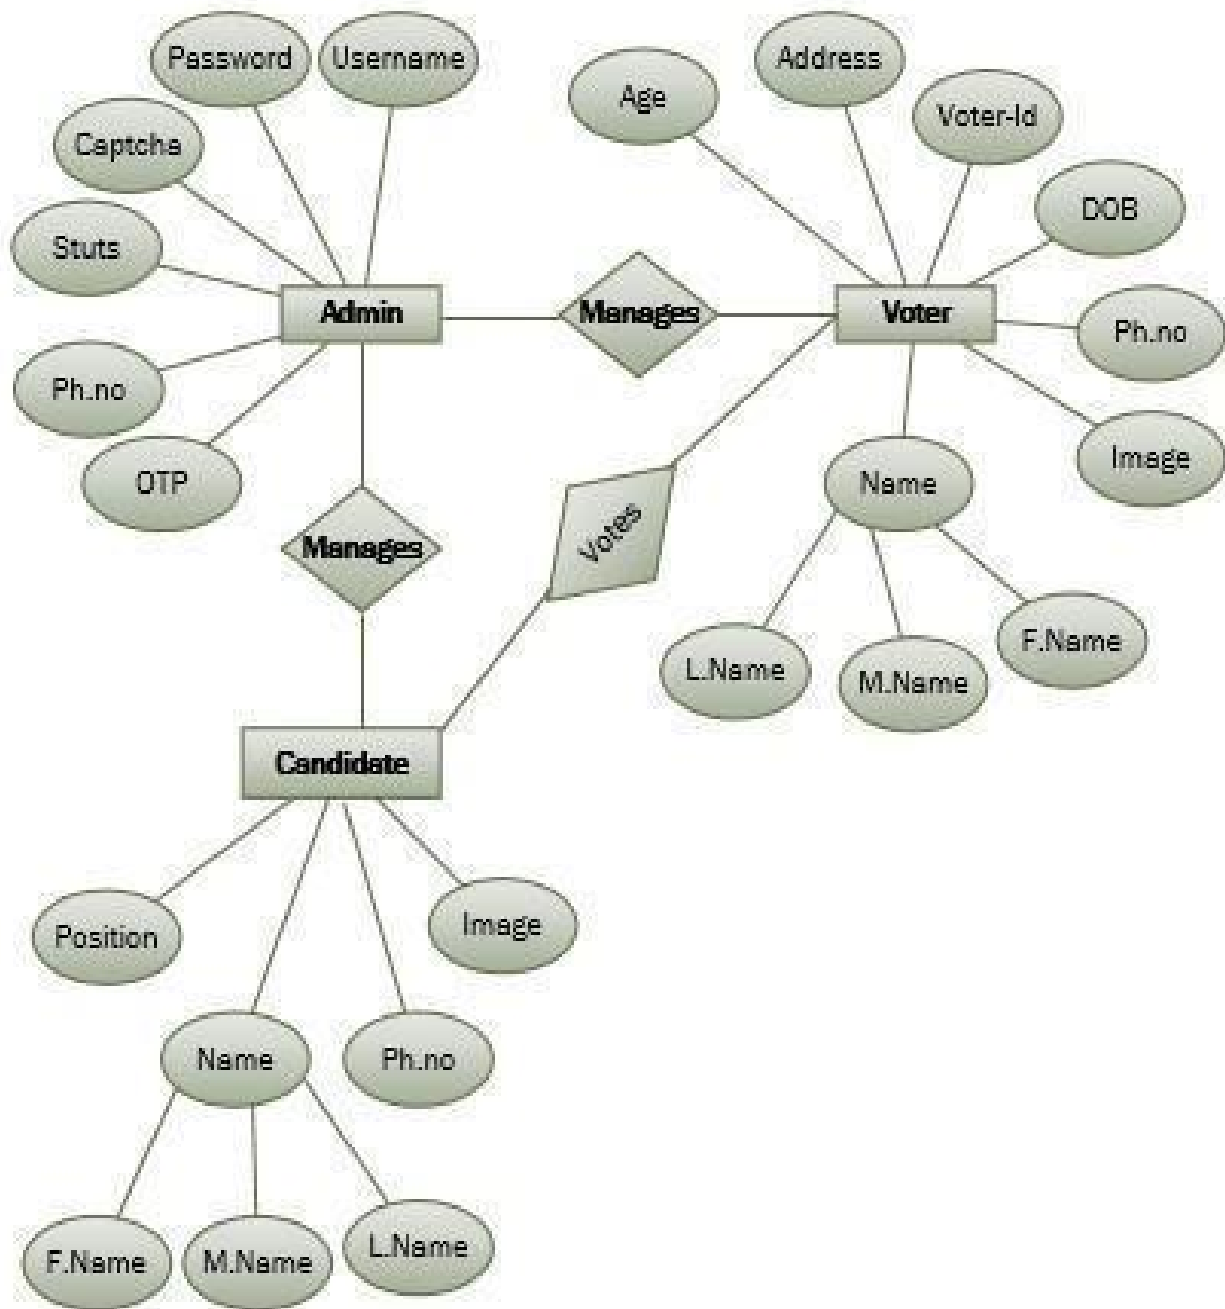 Password
Username
Address
Age
Voter-Id
Captcha
DOB
Stuts
Admin
Manages
Voter
Ph.no
Ph.no
Image
OTP
Name
Manages
Votes
F.Name
L.Name
M.Name
Candidate
Position
Image
Name
Ph.no
F.Name
M.Name
L.Name